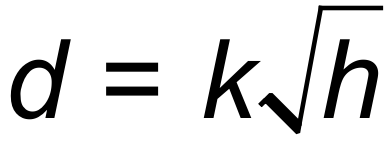 d = k√h